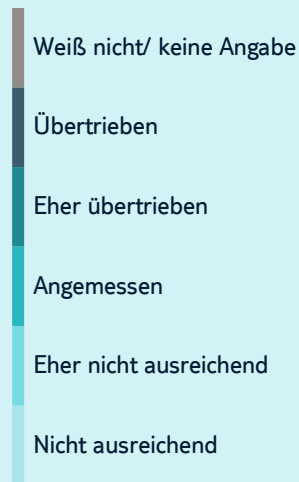 Weiß nicht/ keine Angabe
Übertrieben
Eher übertrieben
Angemessen
Eher nicht ausreichend
Nicht ausreichend